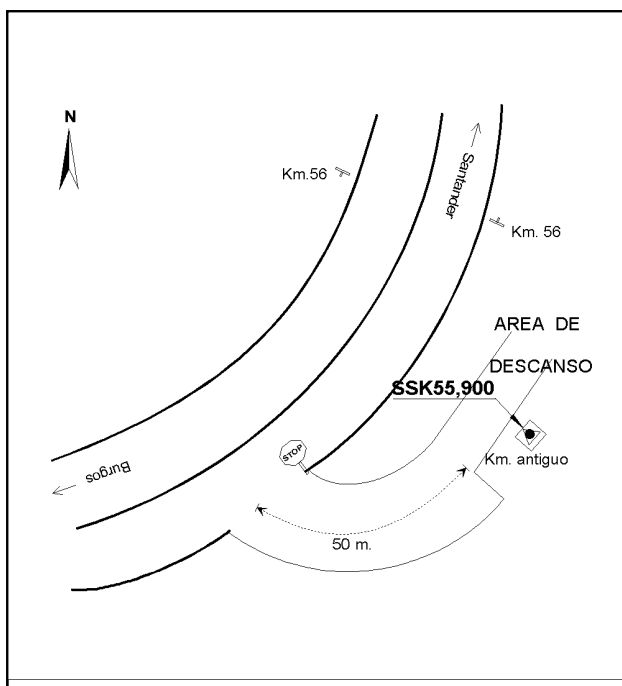 N
Km.56
Santander
Km. 56
AREA DE
DESCANSO
SSK55,900
Km. antiguo
STOP
Burgos
50 m.